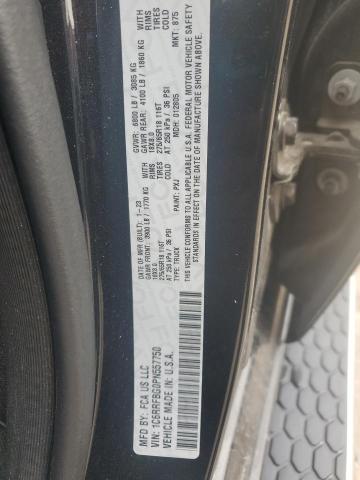 MFD BY: FCA US LLC
VIN: 1C6RRFBG0PN557750
VEHICLE MADE IN: U.S.A.
DATE OF MFR (BUILT): 1-23
GAWR FRONT: 3900 LB / 1770 KG
18X8.0
275/65R18 116T
AT 250 kPa / 36 PSI
TYPE: TRUCK
PAINT: PXJ
GVWR: 6800 LB / 3085 KG
GAWR REAR: 4100 LB / 1860 KG WITH
18X8.0 RIMS
275/65R18 116T TIRES
AT 250 kPa / 36 PSI COLD
MDH: 012805 MKT: 875
WITH
RIMS
TIRES
COLD
THIS VEHICLE CONFORMS TO ALL APPLICABLE U.S.A. FEDERAL MOTOR VEHICLE SAFETY
STANDARDS IN EFFECT ON THE DATE OF MANUFACTURE SHOWN ABOVE.